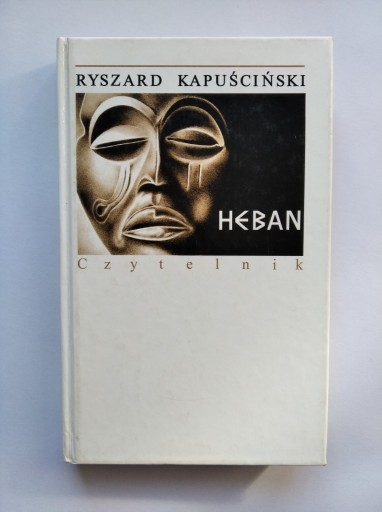 RYSZARD KAPUŚCIŃSKI
HEBAN
Czytelnik